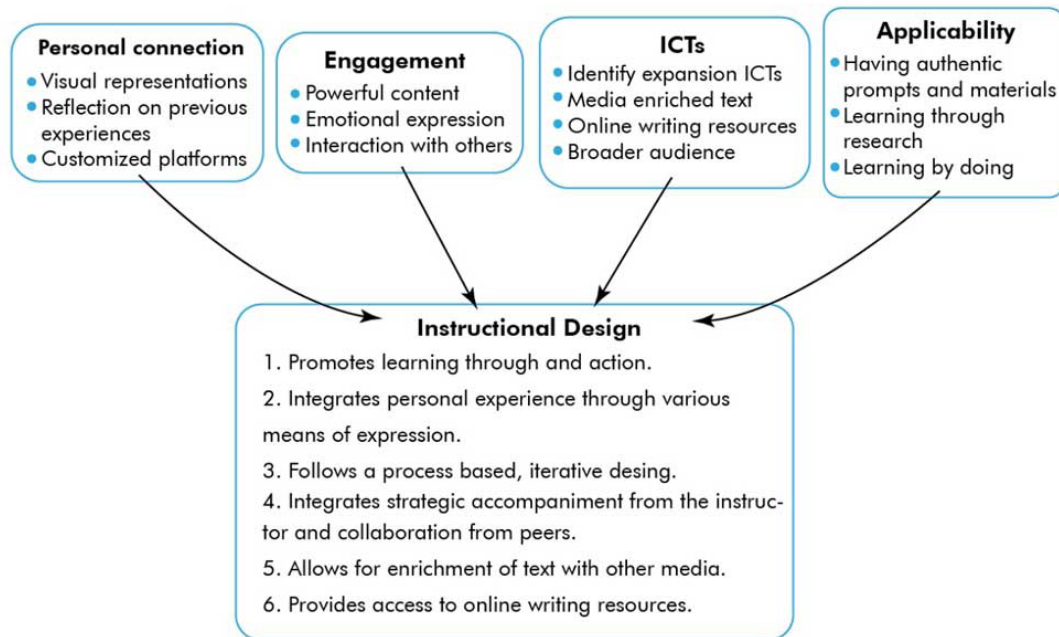 Personal connection
• Visual representations
• Reflection on previous
experiences
• Customized platforms
Engagement
• Powerful content
• Emotional expression
• Interaction with others
ICTs
• Identify expansion ICTs
• Media enriched text
• Online writing resources
• Broader audience
Applicability
• Having authentic
prompts and materials
• Learning through
research
• Learning by doing
Instructional Design
1. Promotes learning through and action.
2. Integrates personal experience through various
means of expression.
3. Follows a process based, iterative desing.
4. Integrates strategic accompaniment from the instruc-
tor and collaboration from peers.
5. Allows for enrichment of text with other media.
6. Provides access to online writing resources.